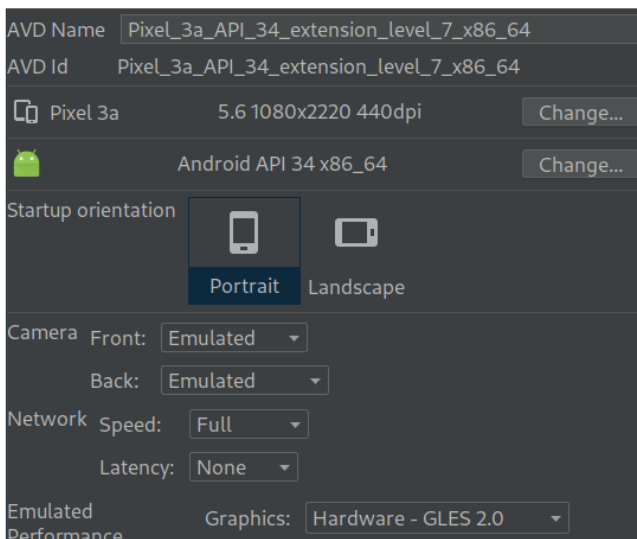 AVD Name Pixel_3a_API_34_extension_level_7_x86_64
AVD Id Pixel_3a_API_34_extension_level_7_x86_64
Pixel 3a 5.6 1080x2220 440dpi Change...
Android API 34 x86_64 Change...
Startup orientation
Portrait Landscape
Camera Front: Emulated
Back: Emulated
Network Speed: Full
Latency: None
Emulated Graphics: Hardware - GLES 2.0
Performance